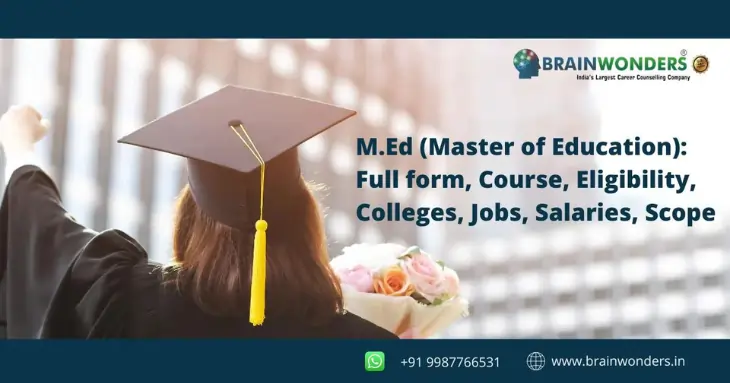 BRAINWONDERS®
India's Largest Career Counselling Company
M.Ed (Master of Education):
Full form, Course, Eligibility,
Colleges, Jobs, Salaries, Scope
+91 9987766531 www.brainwonders.in